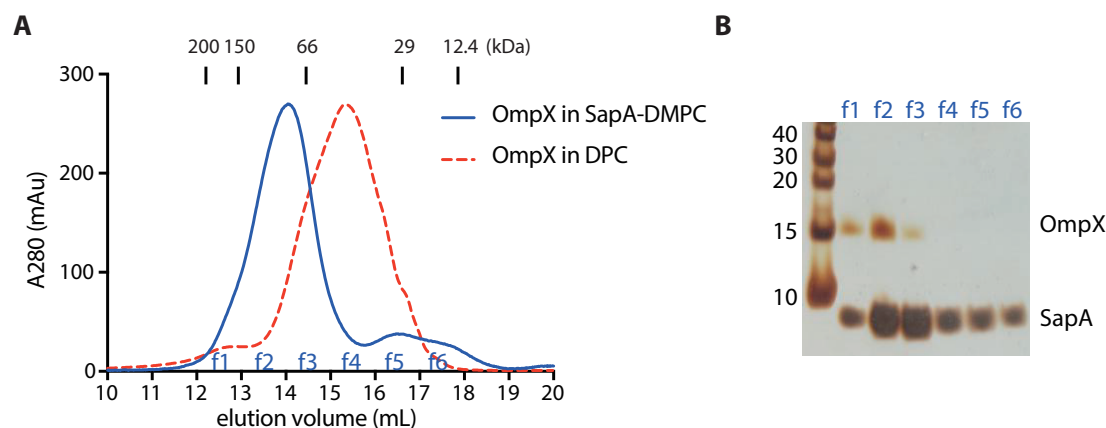 A
B
200 150 66 29 12.4 (kDa)
300
200
100
0
A280 (mAu)
OmpX in SapA-DMPC
OmpX in DPC
f1 f2 f3 f4 f5 f6
10 11 12 13 14 15 16 17 18 19 20
elution volume (mL)
f1 f2 f3 f4 f5 f6
40
30
20
15
10
OmpX
SapA